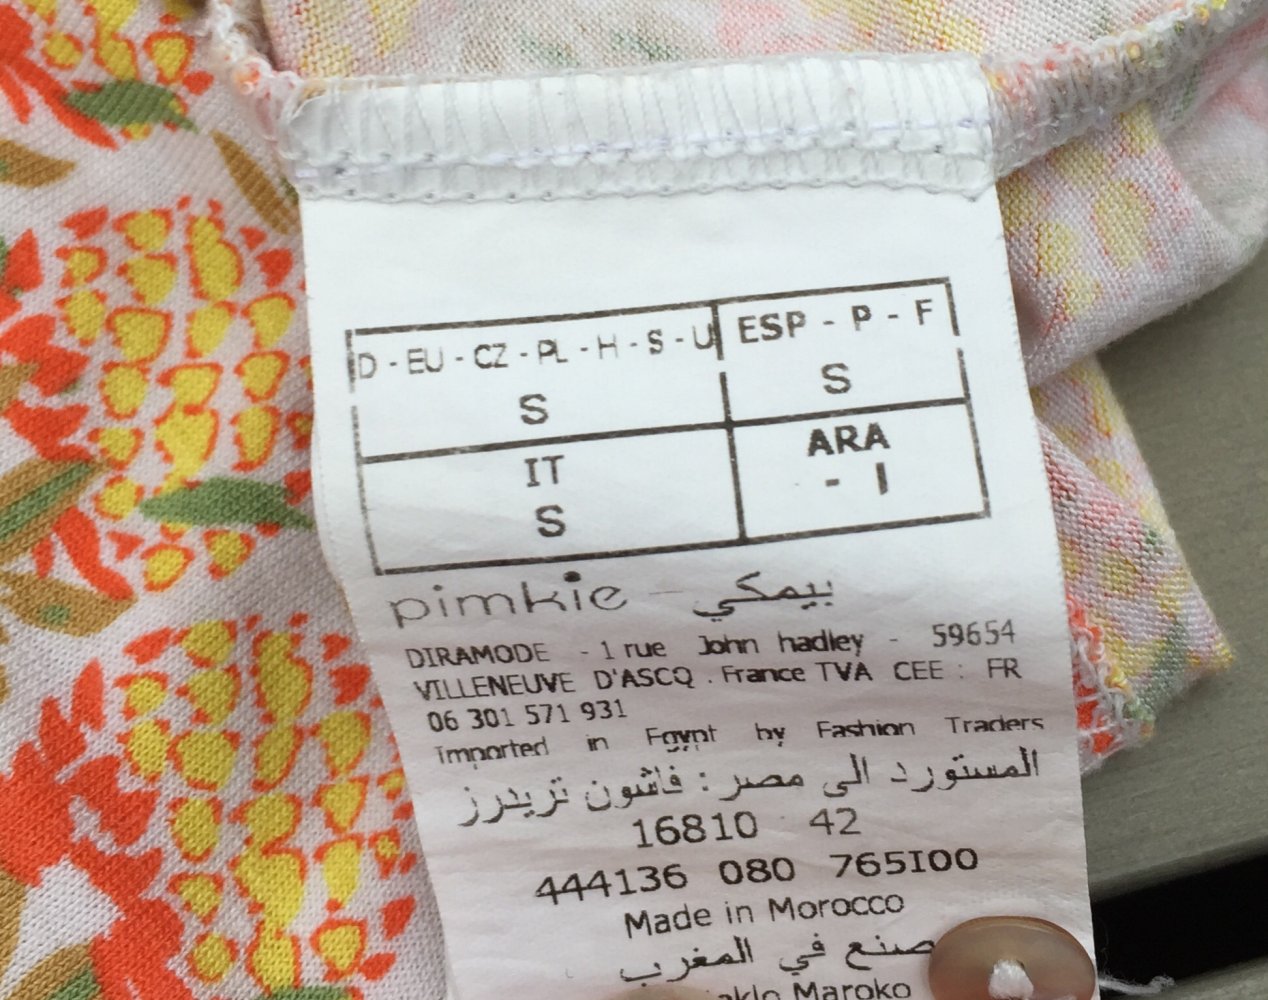 D - EU - CZ - PL - H - S - U
S
ESP - P - F
S
IT
S
ARA
- I
pimkie - بيمكي
DIRAMODE - 1 rue John hadley - 59654
VILLENEUVE D'ASCQ . France TVA CEE : FR
06 301 571 931
Imported in Egypt by Fashion Traders
المستورد الى مصر : فاشون تريدرز
16810 42
444136 080 765I00
Made in Morocco
صنع في المغرب
Maroko